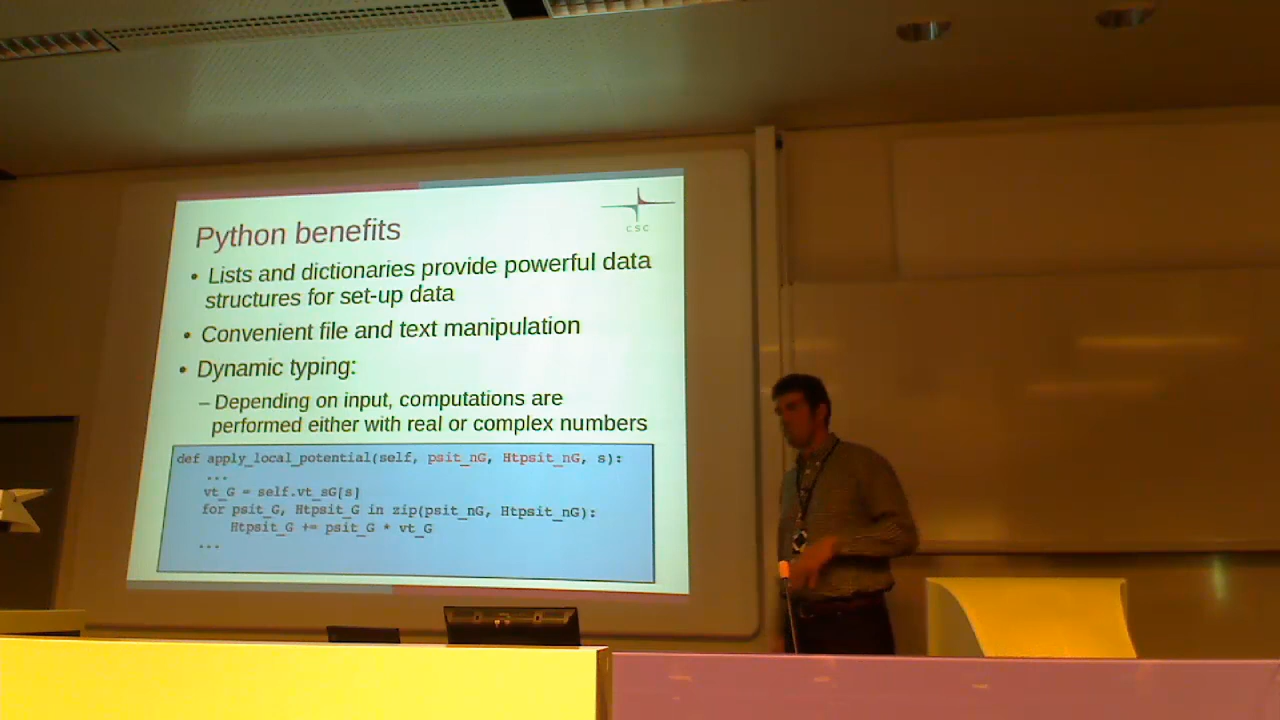 CSC
Python benefits
• Lists and dictionaries provide powerful data
structures for set-up data
• Convenient file and text manipulation
• Dynamic typing:
– Depending on input, computations are
performed either with real or complex numbers
def apply_local_potential(self, psit_nG, Htpsit_nG, s):
...
vt_G = self.vt_sG[s]
for psit_G, Htpsit_G in zip(psit_nG, Htpsit_nG):
Htpsit_G += psit_G * vt_G
...